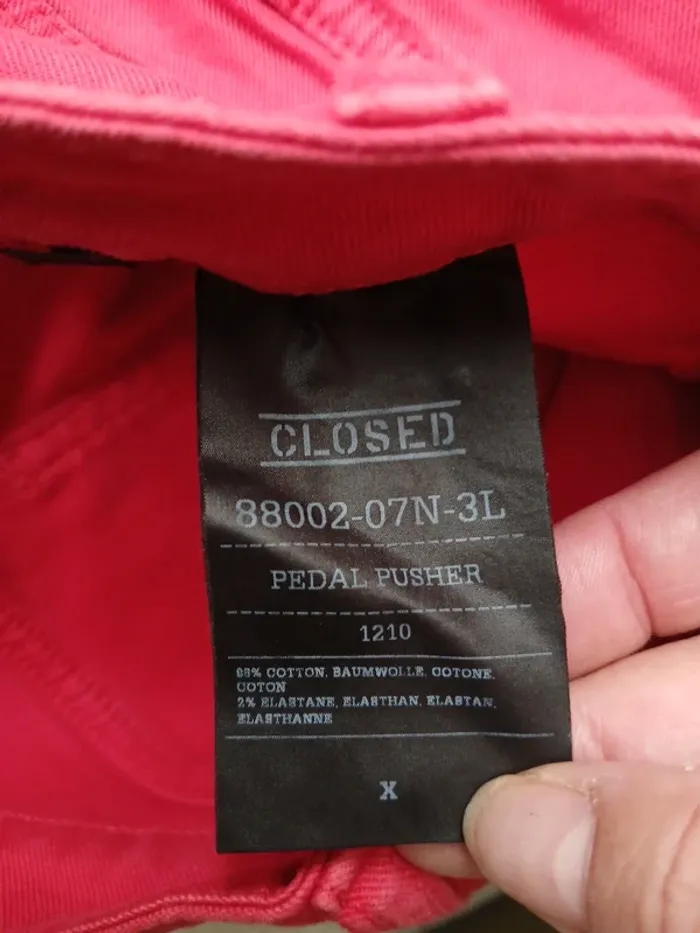 CLOSED
88002-07N-3L
PEDAL PUSHER
1210
98% COTTON, BAUMWOLLE, COTONE,
COTON
2% ELASTANE, ELASTHAN, ELASTAN,
ELASTHANNE
X